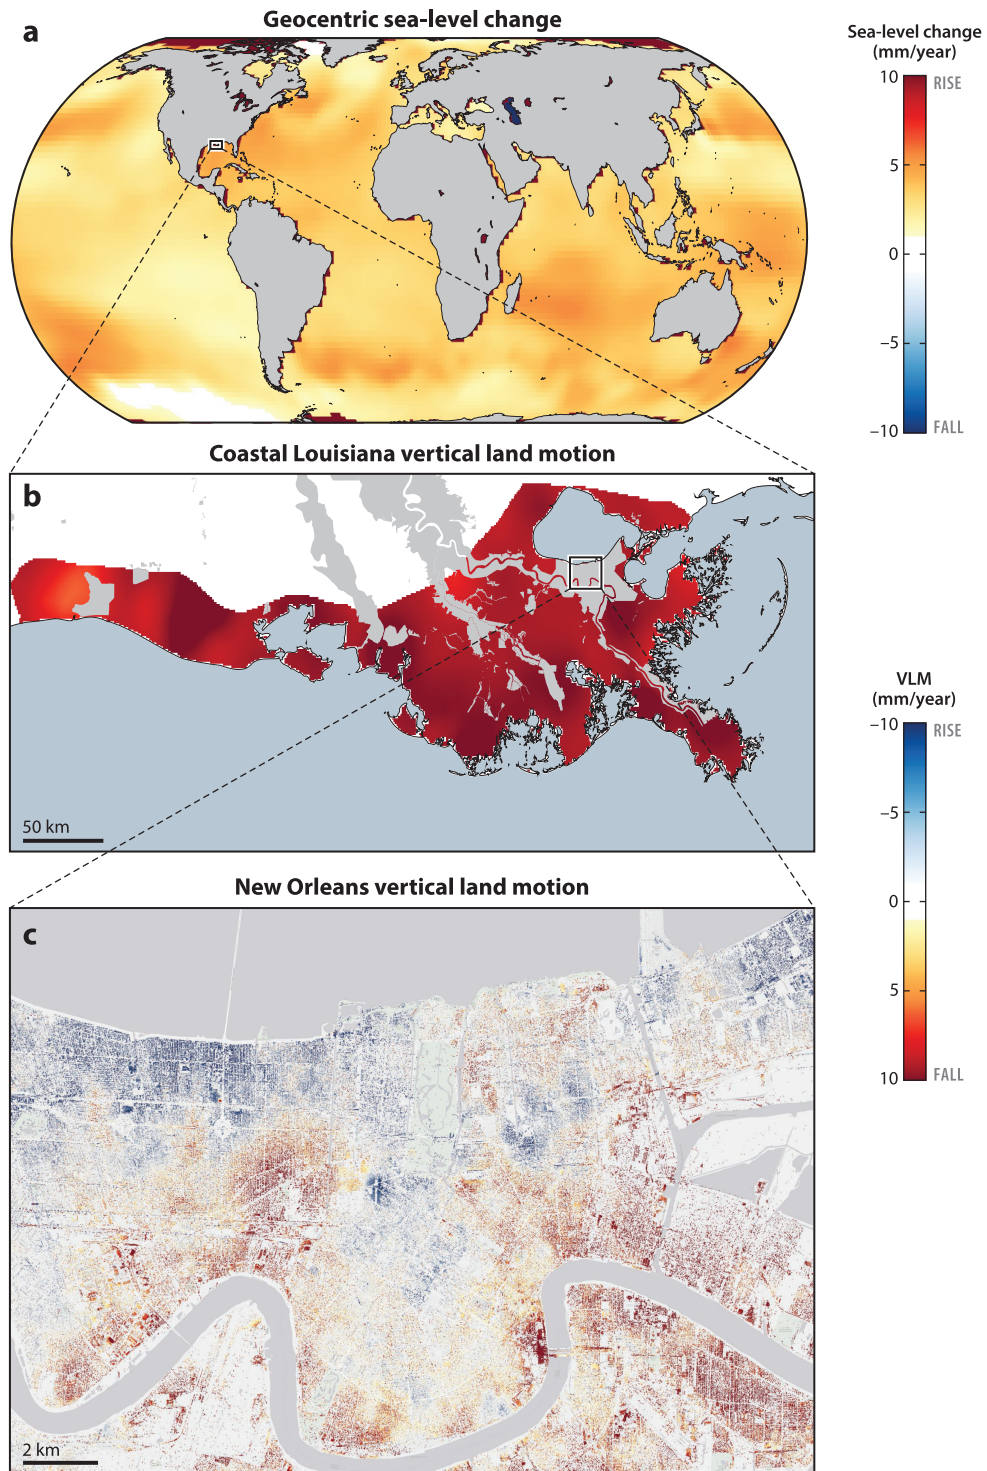 Geocentric sea-level change
a
Sea-level change
(mm/year)
10
RISE
5
0
−5
−10
FALL
Coastal Louisiana vertical land motion
b
50 km
VLM
(mm/year)
−10
RISE
−5
0
5
10
FALL
New Orleans vertical land motion
c
2 km